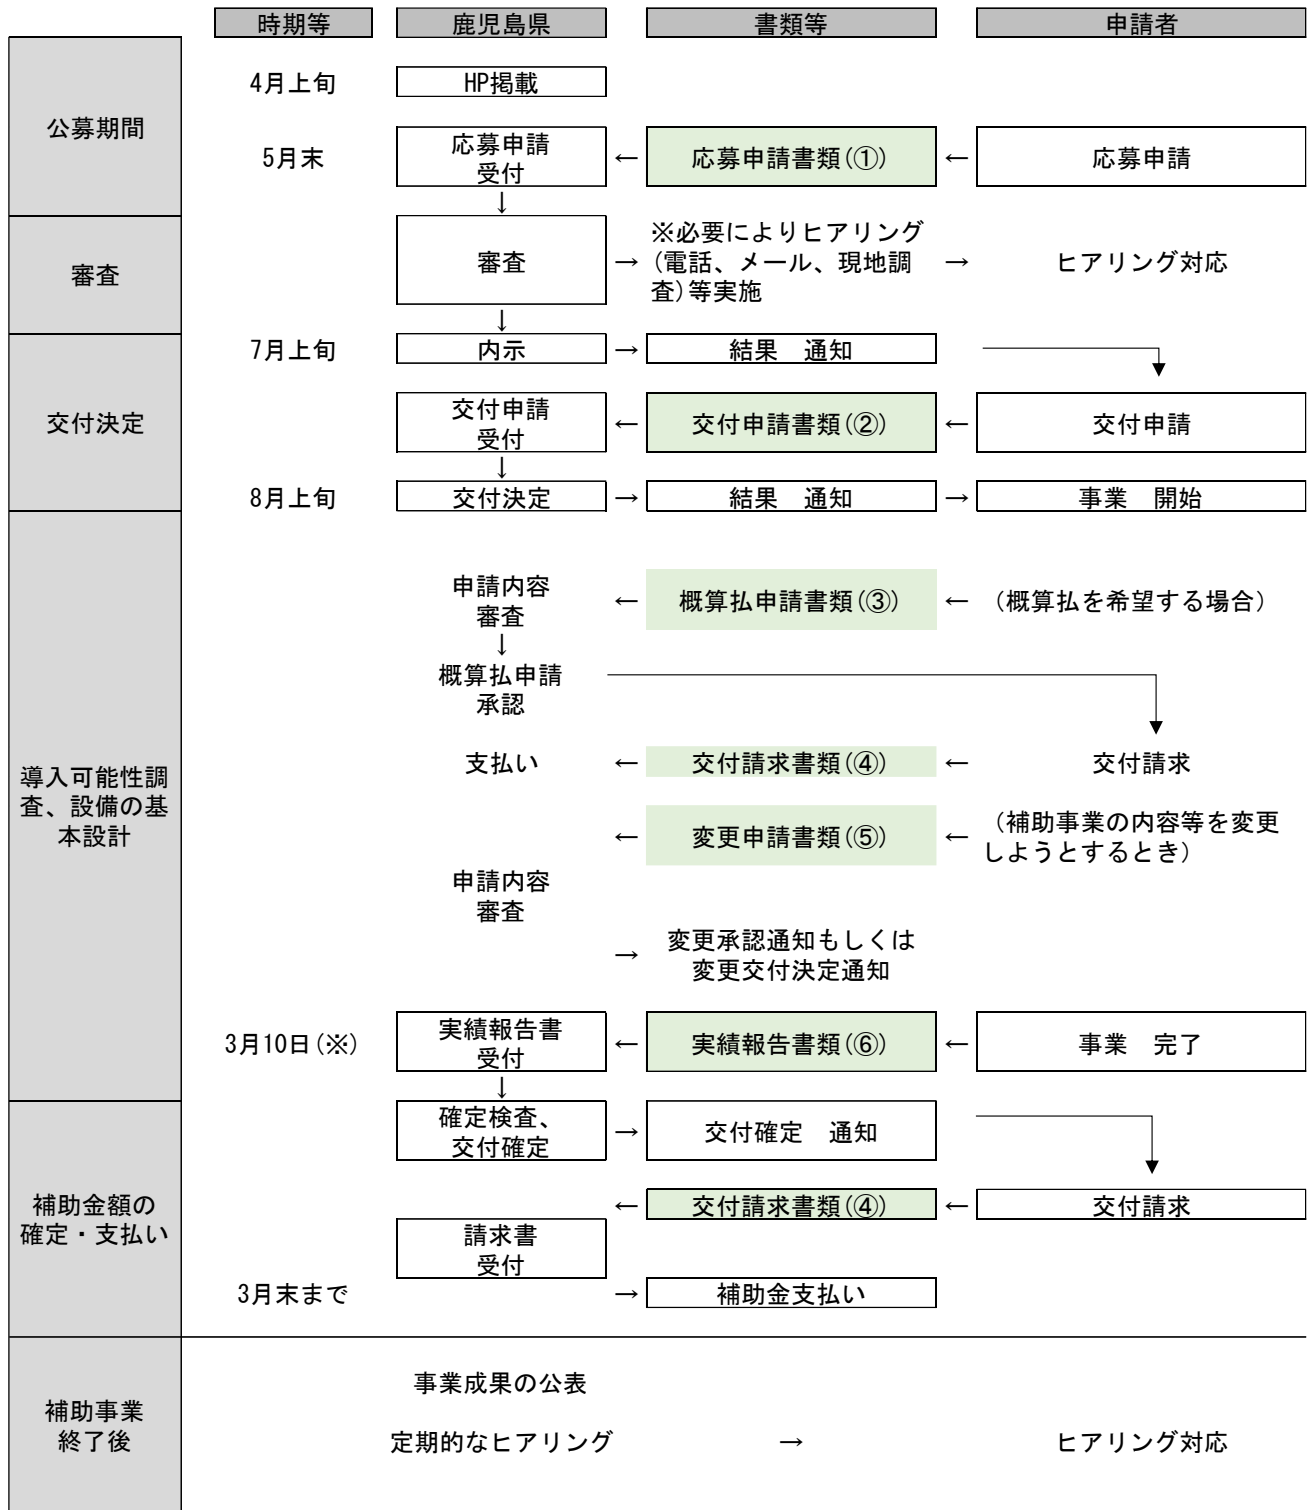 時期等
鹿児島県
書類等
申請者
公募期間
4月上旬
HP掲載
5月末
応募申請
受付
←
応募申請書類(①)
←
応募申請
↓
審査
審査
→
※必要によりヒアリング
(電話、メール、現地調
査)等実施
→
ヒアリング対応
↓
交付決定
7月上旬
内示
→
結果　通知
交付申請
受付
←
交付申請書類(②)
←
交付申請
↓
8月上旬
交付決定
→
結果　通知
→
事業　開始
導入可能性調
査、設備の基
本設計
申請内容
審査
←
概算払申請書類(③)
←
(概算払を希望する場合)
↓
概算払申請
承認
支払い
←
交付請求書類(④)
←
交付請求
←
変更申請書類(⑤)
←
(補助事業の内容等を変更
しようとするとき)
申請内容
審査
→
変更承認通知もしくは
変更交付決定通知
3月10日(※)
実績報告書
受付
←
実績報告書類(⑥)
←
事業　完了
↓
補助金額の
確定・支払い
確定検査、
交付確定
→
交付確定　通知
←
交付請求書類(④)
←
交付請求
請求書
受付
3月末まで
→
補助金支払い
補助事業
終了後
事業成果の公表
定期的なヒアリング
→
ヒアリング対応